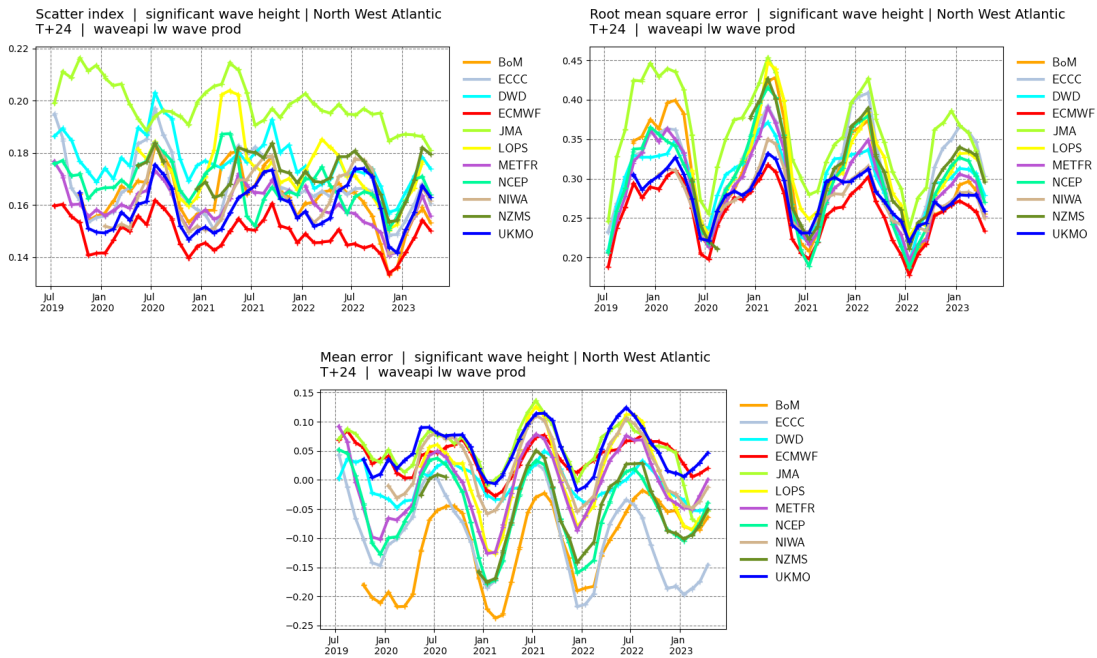 Scatter index | significant wave height | North West Atlantic
T+24 | waveapi lw wave prod
0.22
0.20
0.18
0.16
0.14
Jul
2019
Jan
2020
Jul
2020
Jan
2021
Jul
2021
Jan
2022
Jul
2022
Jan
2023
BoM
ECCC
DWD
ECMWF
JMA
LOPS
METFR
NCEP
NIWA
NZMS
UKMO
Root mean square error | significant wave height | North West Atlantic
T+24 | waveapi lw wave prod
0.45
0.40
0.35
0.30
0.25
0.20
Jul
2019
Jan
2020
Jul
2020
Jan
2021
Jul
2021
Jan
2022
Jul
2022
Jan
2023
BoM
ECCC
DWD
ECMWF
JMA
LOPS
METFR
NCEP
NIWA
NZMS
UKMO
Mean error | significant wave height | North West Atlantic
T+24 | waveapi lw wave prod
0.15
0.10
0.05
0.00
−0.05
−0.10
−0.15
−0.20
−0.25
Jul
2019
Jan
2020
Jul
2020
Jan
2021
Jul
2021
Jan
2022
Jul
2022
Jan
2023
BoM
ECCC
DWD
ECMWF
JMA
LOPS
METFR
NCEP
NIWA
NZMS
UKMO